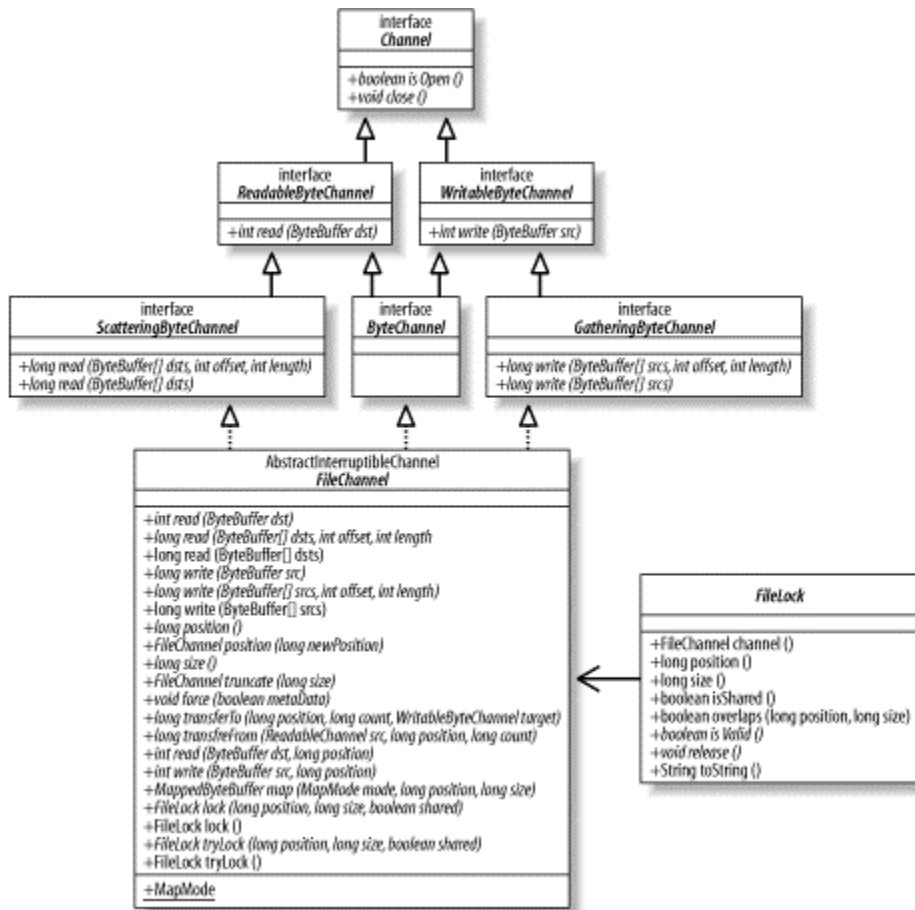 interface
Channel
+boolean is Open ()
+void close ()
interface
ReadableByteChannel
+int read (ByteBuffer dst)
interface
WritableByteChannel
+int write (ByteBuffer src)
interface
ScatteringByteChannel
+long read (ByteBuffer[] dsts, int offset, int length)
+long read (ByteBuffer[] dsts)
interface
ByteChannel
interface
GatheringByteChannel
+long write (ByteBuffer[] srcs, int offset, int length)
+long write (ByteBuffer[] srcs)
AbstractInterruptibleChannel
FileChannel
+int read (ByteBuffer dst)
+long read (ByteBuffer[] dsts, int offset, int length
+long read (ByteBuffer[] dsts)
+long write (ByteBuffer src)
+long write (ByteBuffer[] srcs, int offset, int length)
+long write (ByteBuffer[] srcs)
+long position ()
+FileChannel position (long newPosition)
+long size ()
+FileChannel truncate (long size)
+void force (boolean metaData)
+long transferTo (long position, long count, WritableByteChannel target)
+long transfreFrom (ReadableChannel src, long position, long count)
+int read (ByteBuffer dst, long position)
+int write (ByteBuffer src, long position)
+MappedByteBuffer map (MapMode mode, long position, long size)
+FileLock lock (long position, long size, boolean shared)
+FileLock lock ()
+FileLock tryLock (long position, long size, boolean shared)
+FileLock tryLock ()
+MapMode
FileLock
+FileChannel channel ()
+long position ()
+long size ()
+boolean isShared ()
+boolean overlaps (long position, long size)
+boolean is Valid ()
+void release ()
+String toString ()